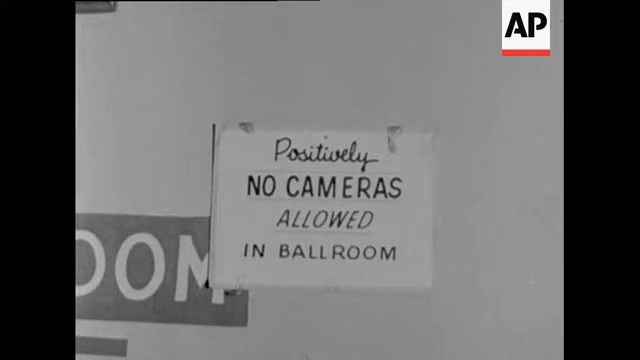 AP
Positively
NO CAMERAS
ALLOWED
IN BALLROOM
OOM